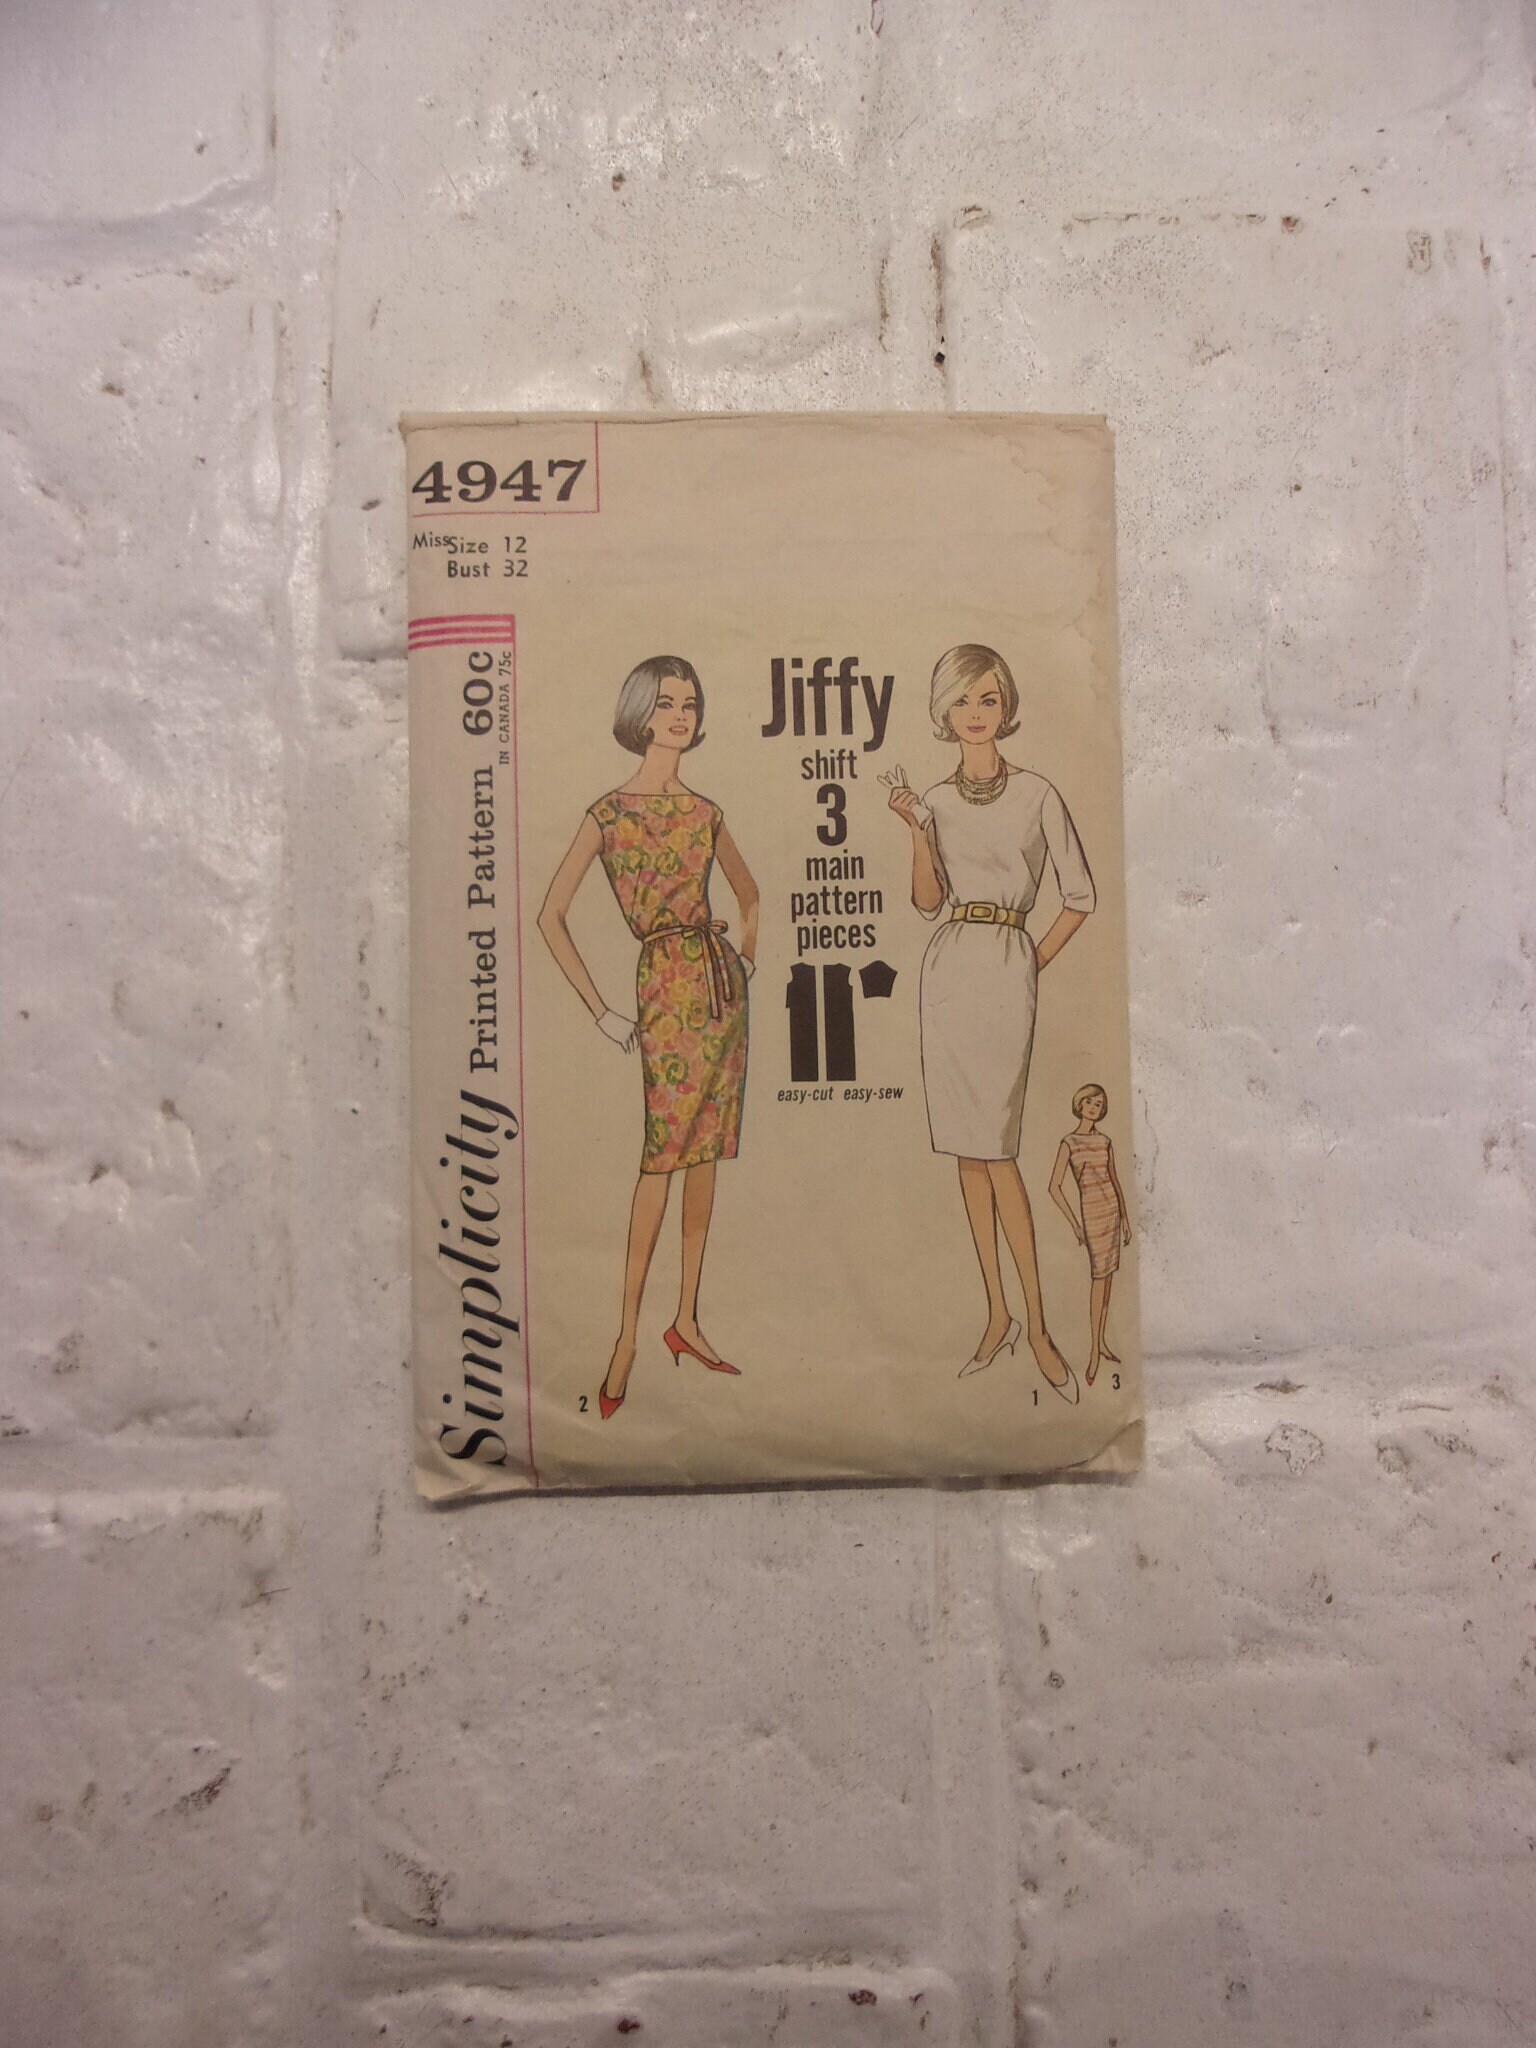 4947
Miss Size 12
Bust 32
Simplicity Printed Pattern 60c
IN CANADA 75c
Jiffy
shift
3
main
pattern
pieces
easy-cut easy-sew
2
1
3